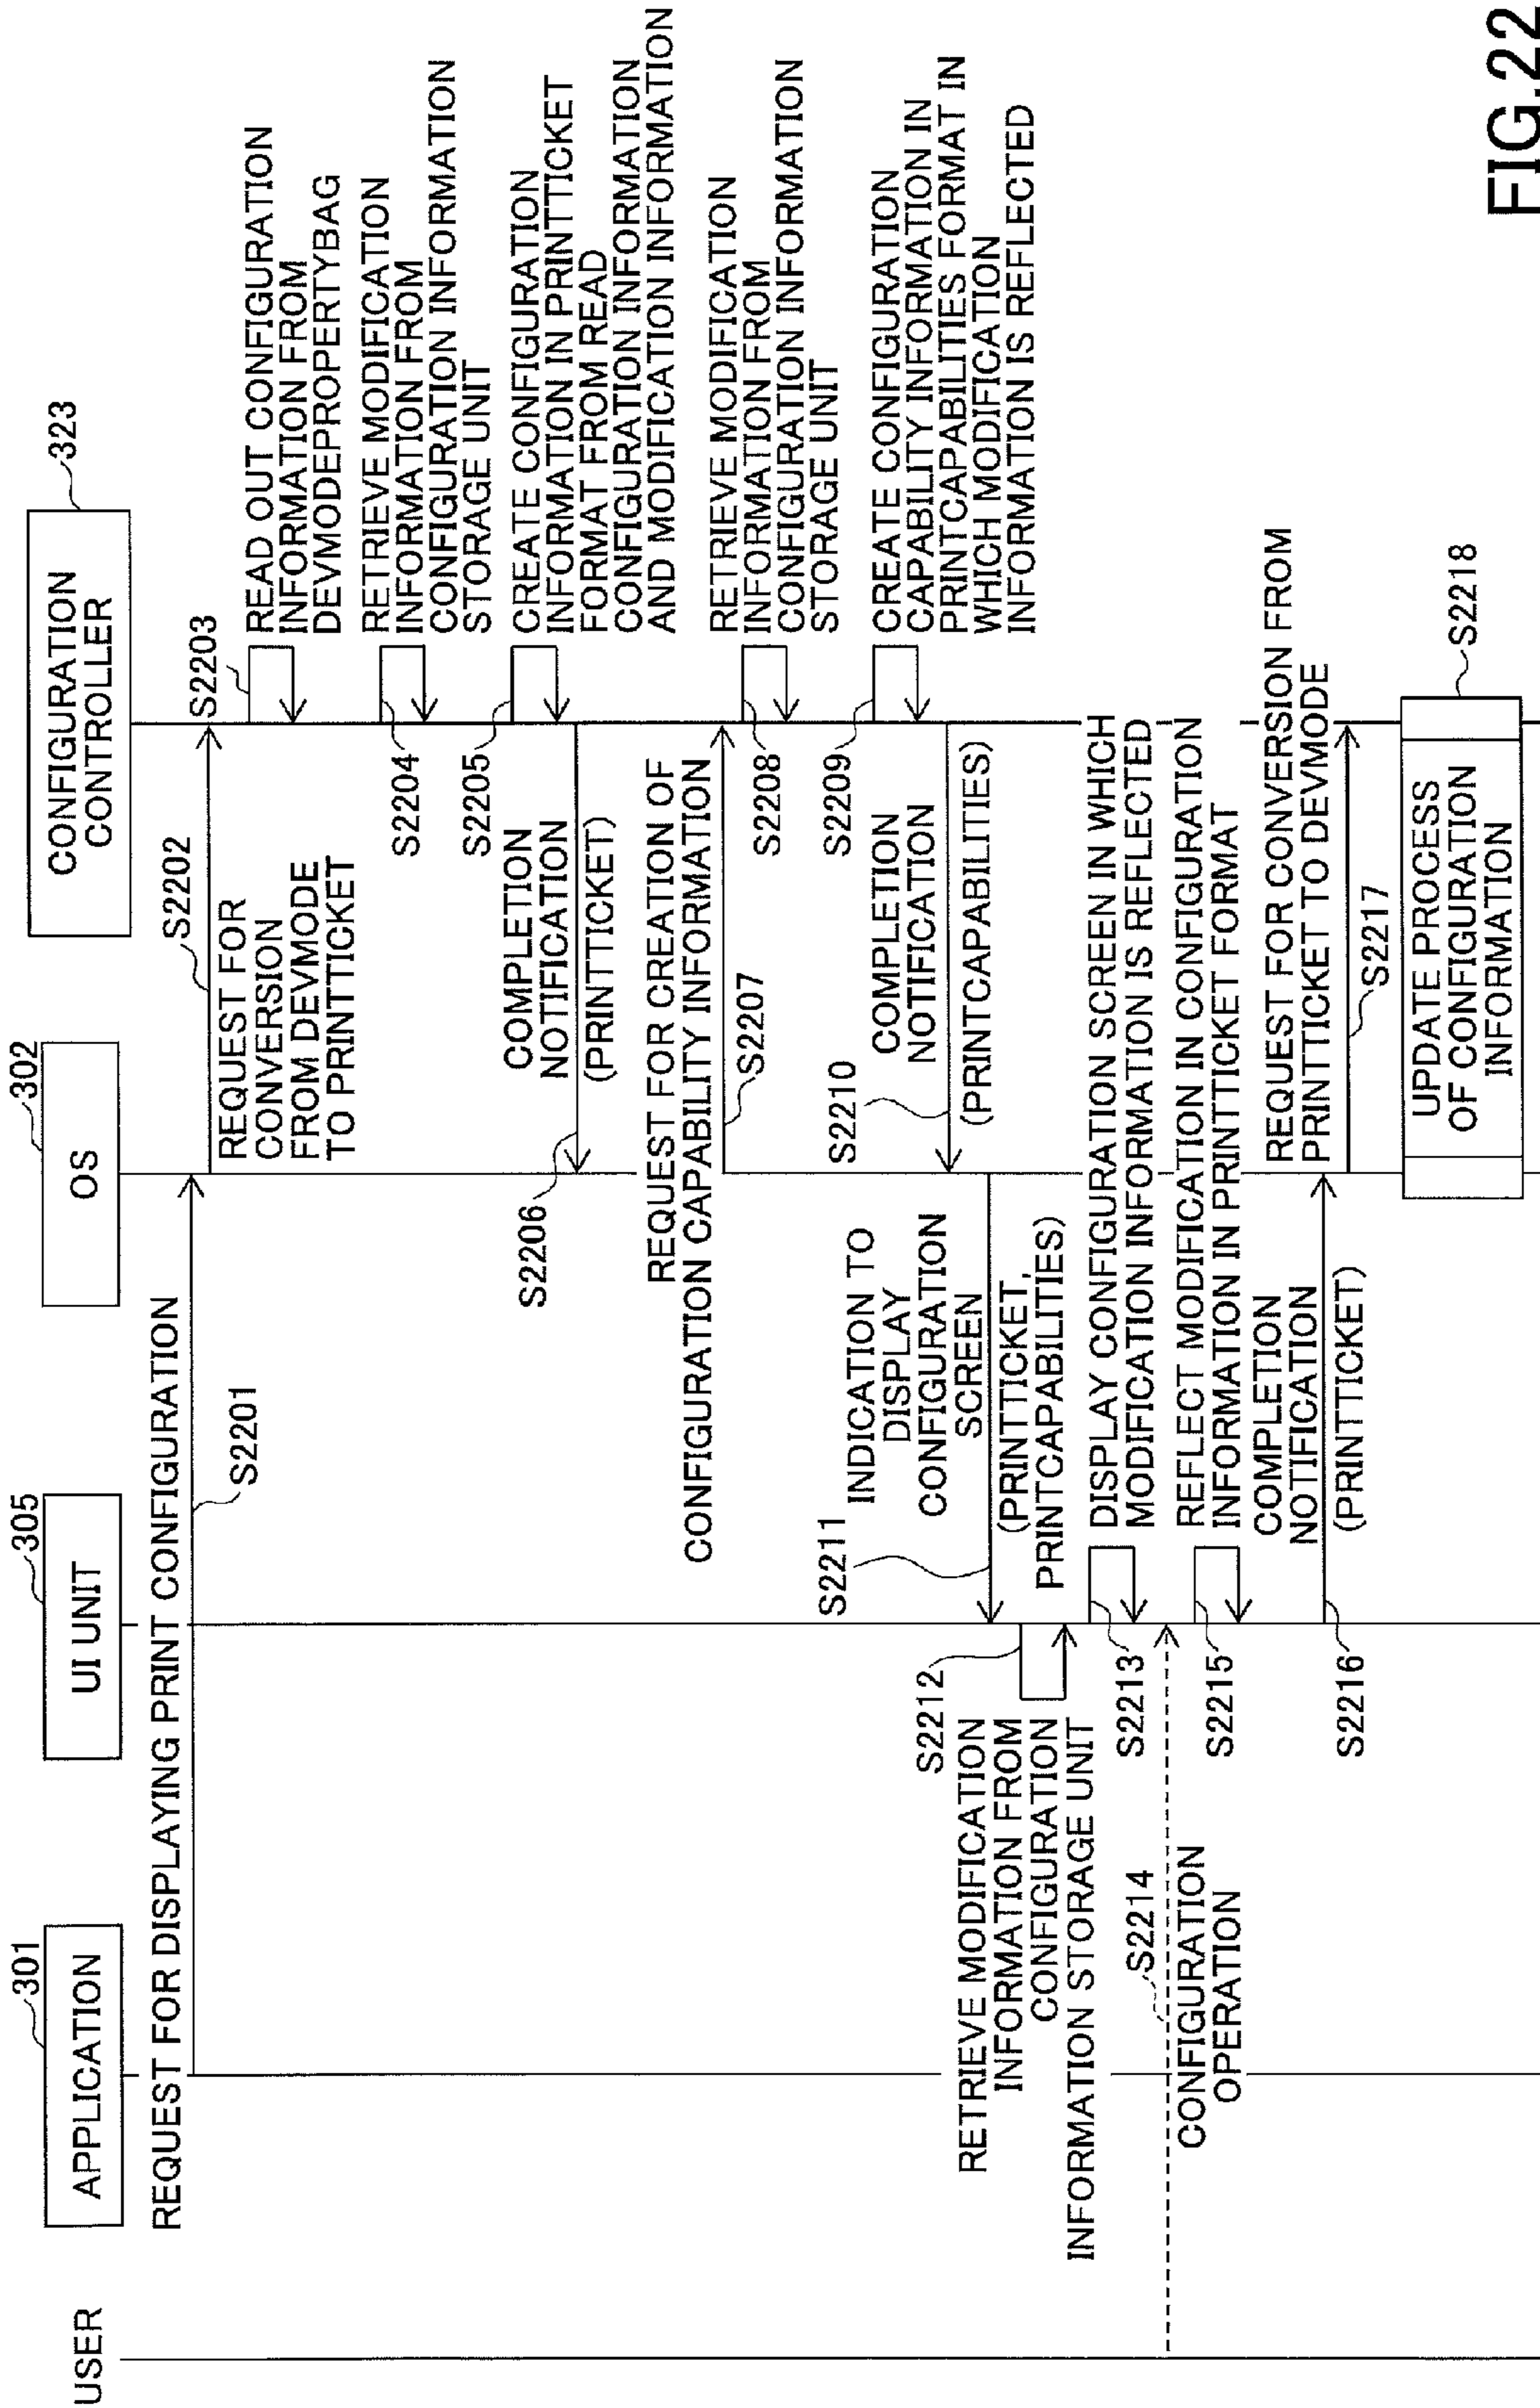 USER
301
APPLICATION
305
UI UNIT
302
OS
323
CONFIGURATION
CONTROLLER
REQUEST FOR DISPLAYING PRINT CONFIGURATION
S2201
S2202
REQUEST FOR
CONVERSION
FROM DEVMODE
TO PRINTTICKET
S2203
READ OUT CONFIGURATION
INFORMATION FROM
DEVMODEPROPERTYBAG
S2204
RETRIEVE MODIFICATION
INFORMATION FROM
CONFIGURATION INFORMATION
STORAGE UNIT
S2205
CREATE CONFIGURATION
INFORMATION IN PRINTTICKET
FORMAT FROM READ
CONFIGURATION INFORMATION
AND MODIFICATION INFORMATION
COMPLETION
NOTIFICATION
(PRINTTICKET)
S2206
REQUEST FOR CREATION OF
CONFIGURATION CAPABILITY INFORMATION
S2207
S2208
RETRIEVE MODIFICATION
INFORMATION FROM
CONFIGURATION INFORMATION
STORAGE UNIT
S2209
CREATE CONFIGURATION
CAPABILITY INFORMATION IN
PRINTCAPABILITIES FORMAT IN
WHICH MODIFICATION
INFORMATION IS REFLECTED
COMPLETION
NOTIFICATION
S2210
(PRINTCAPABILITIES)
S2211
INDICATION TO
DISPLAY
CONFIGURATION
SCREEN
(PRINTTICKET,
PRINTCAPABILITIES)
S2212
RETRIEVE MODIFICATION
INFORMATION FROM
CONFIGURATION
INFORMATION STORAGE UNIT
S2213
DISPLAY CONFIGURATION SCREEN IN WHICH
MODIFICATION INFORMATION IS REFLECTED
S2214
CONFIGURATION
OPERATION
S2215
REFLECT MODIFICATION IN CONFIGURATION
INFORMATION IN PRINTTICKET FORMAT
COMPLETION
NOTIFICATION
(PRINTTICKET)
S2216
REQUEST FOR CONVERSION FROM
PRINTTICKET TO DEVMODE
S2217
UPDATE PROCESS
OF CONFIGURATION
INFORMATION
S2218
FIG.22